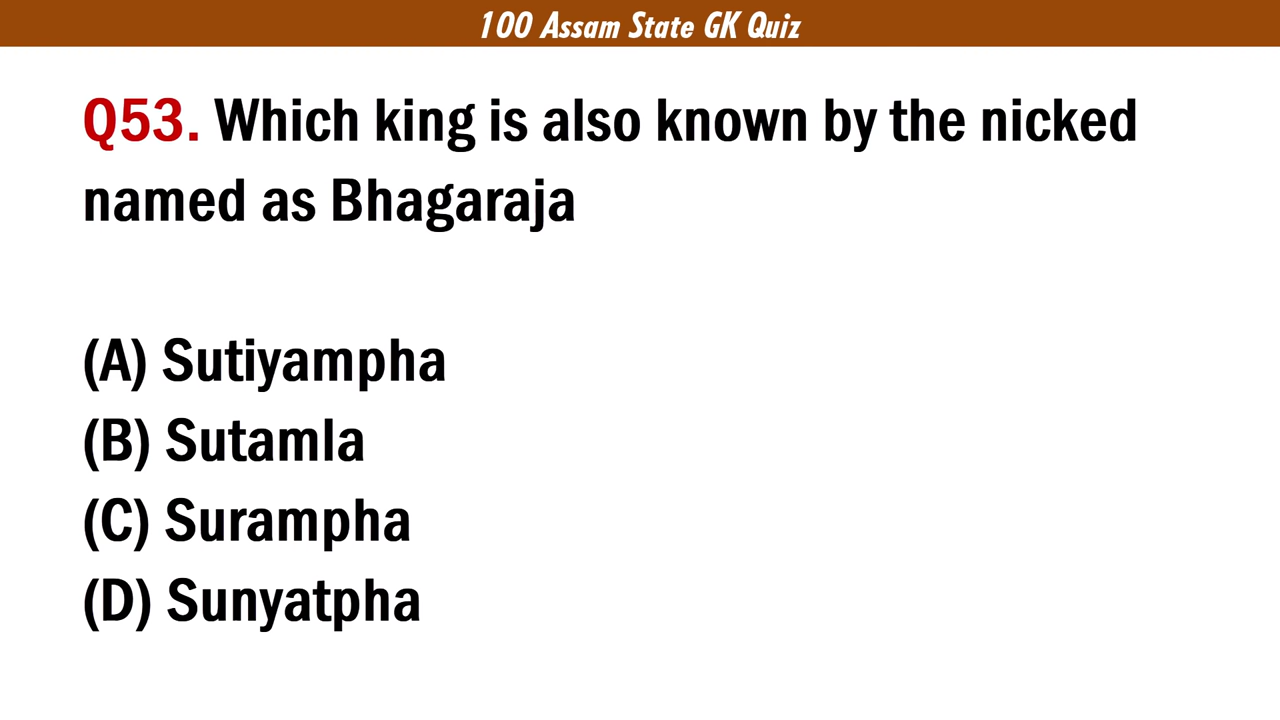 100 Assam State GK Quiz
Q53. Which king is also known by the nicked
named as Bhagaraja
(A) Sutiyampha
(B) Sutamla
(C) Surampha
(D) Sunyatpha